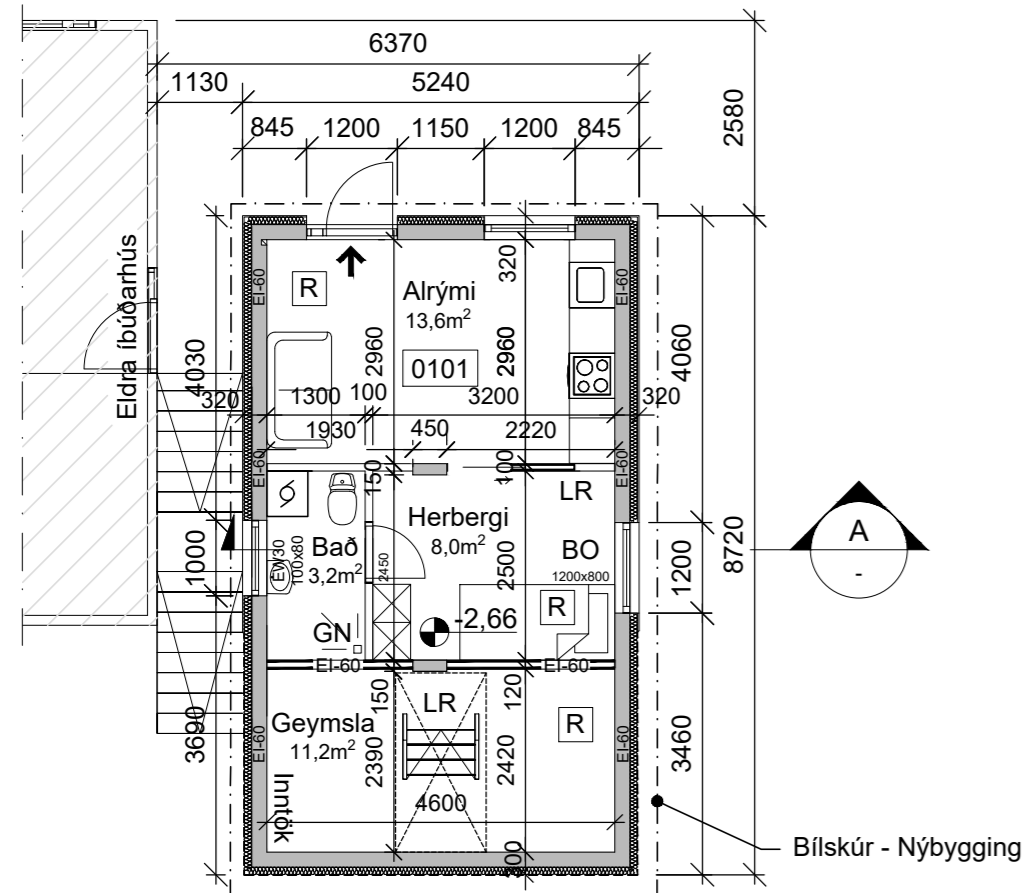 6370
1130
5240
845
1200
1150
1200
845
2580
Eldra íbúðarhús
EI-60
EI-60
R
Alrými
13,6m²
0101
320
4030
2960
2960
4060
320
1300
100
3200
320
1930
450
2220
EI-60
EI-60
150
100
LR
Herbergi
8,0m²
Bað
3,2m²
EW30
100x80
2450
2500
BO
1200x800
1000
1200
8720
A
-
GN
-2,66
R
EI-60
EI-60
150
120
LR
R
Geymsla
11,2m²
EI-60
EI-60
3690
2390
2420
3460
4600
Inntök
300
Bílskúr - Nýbygging